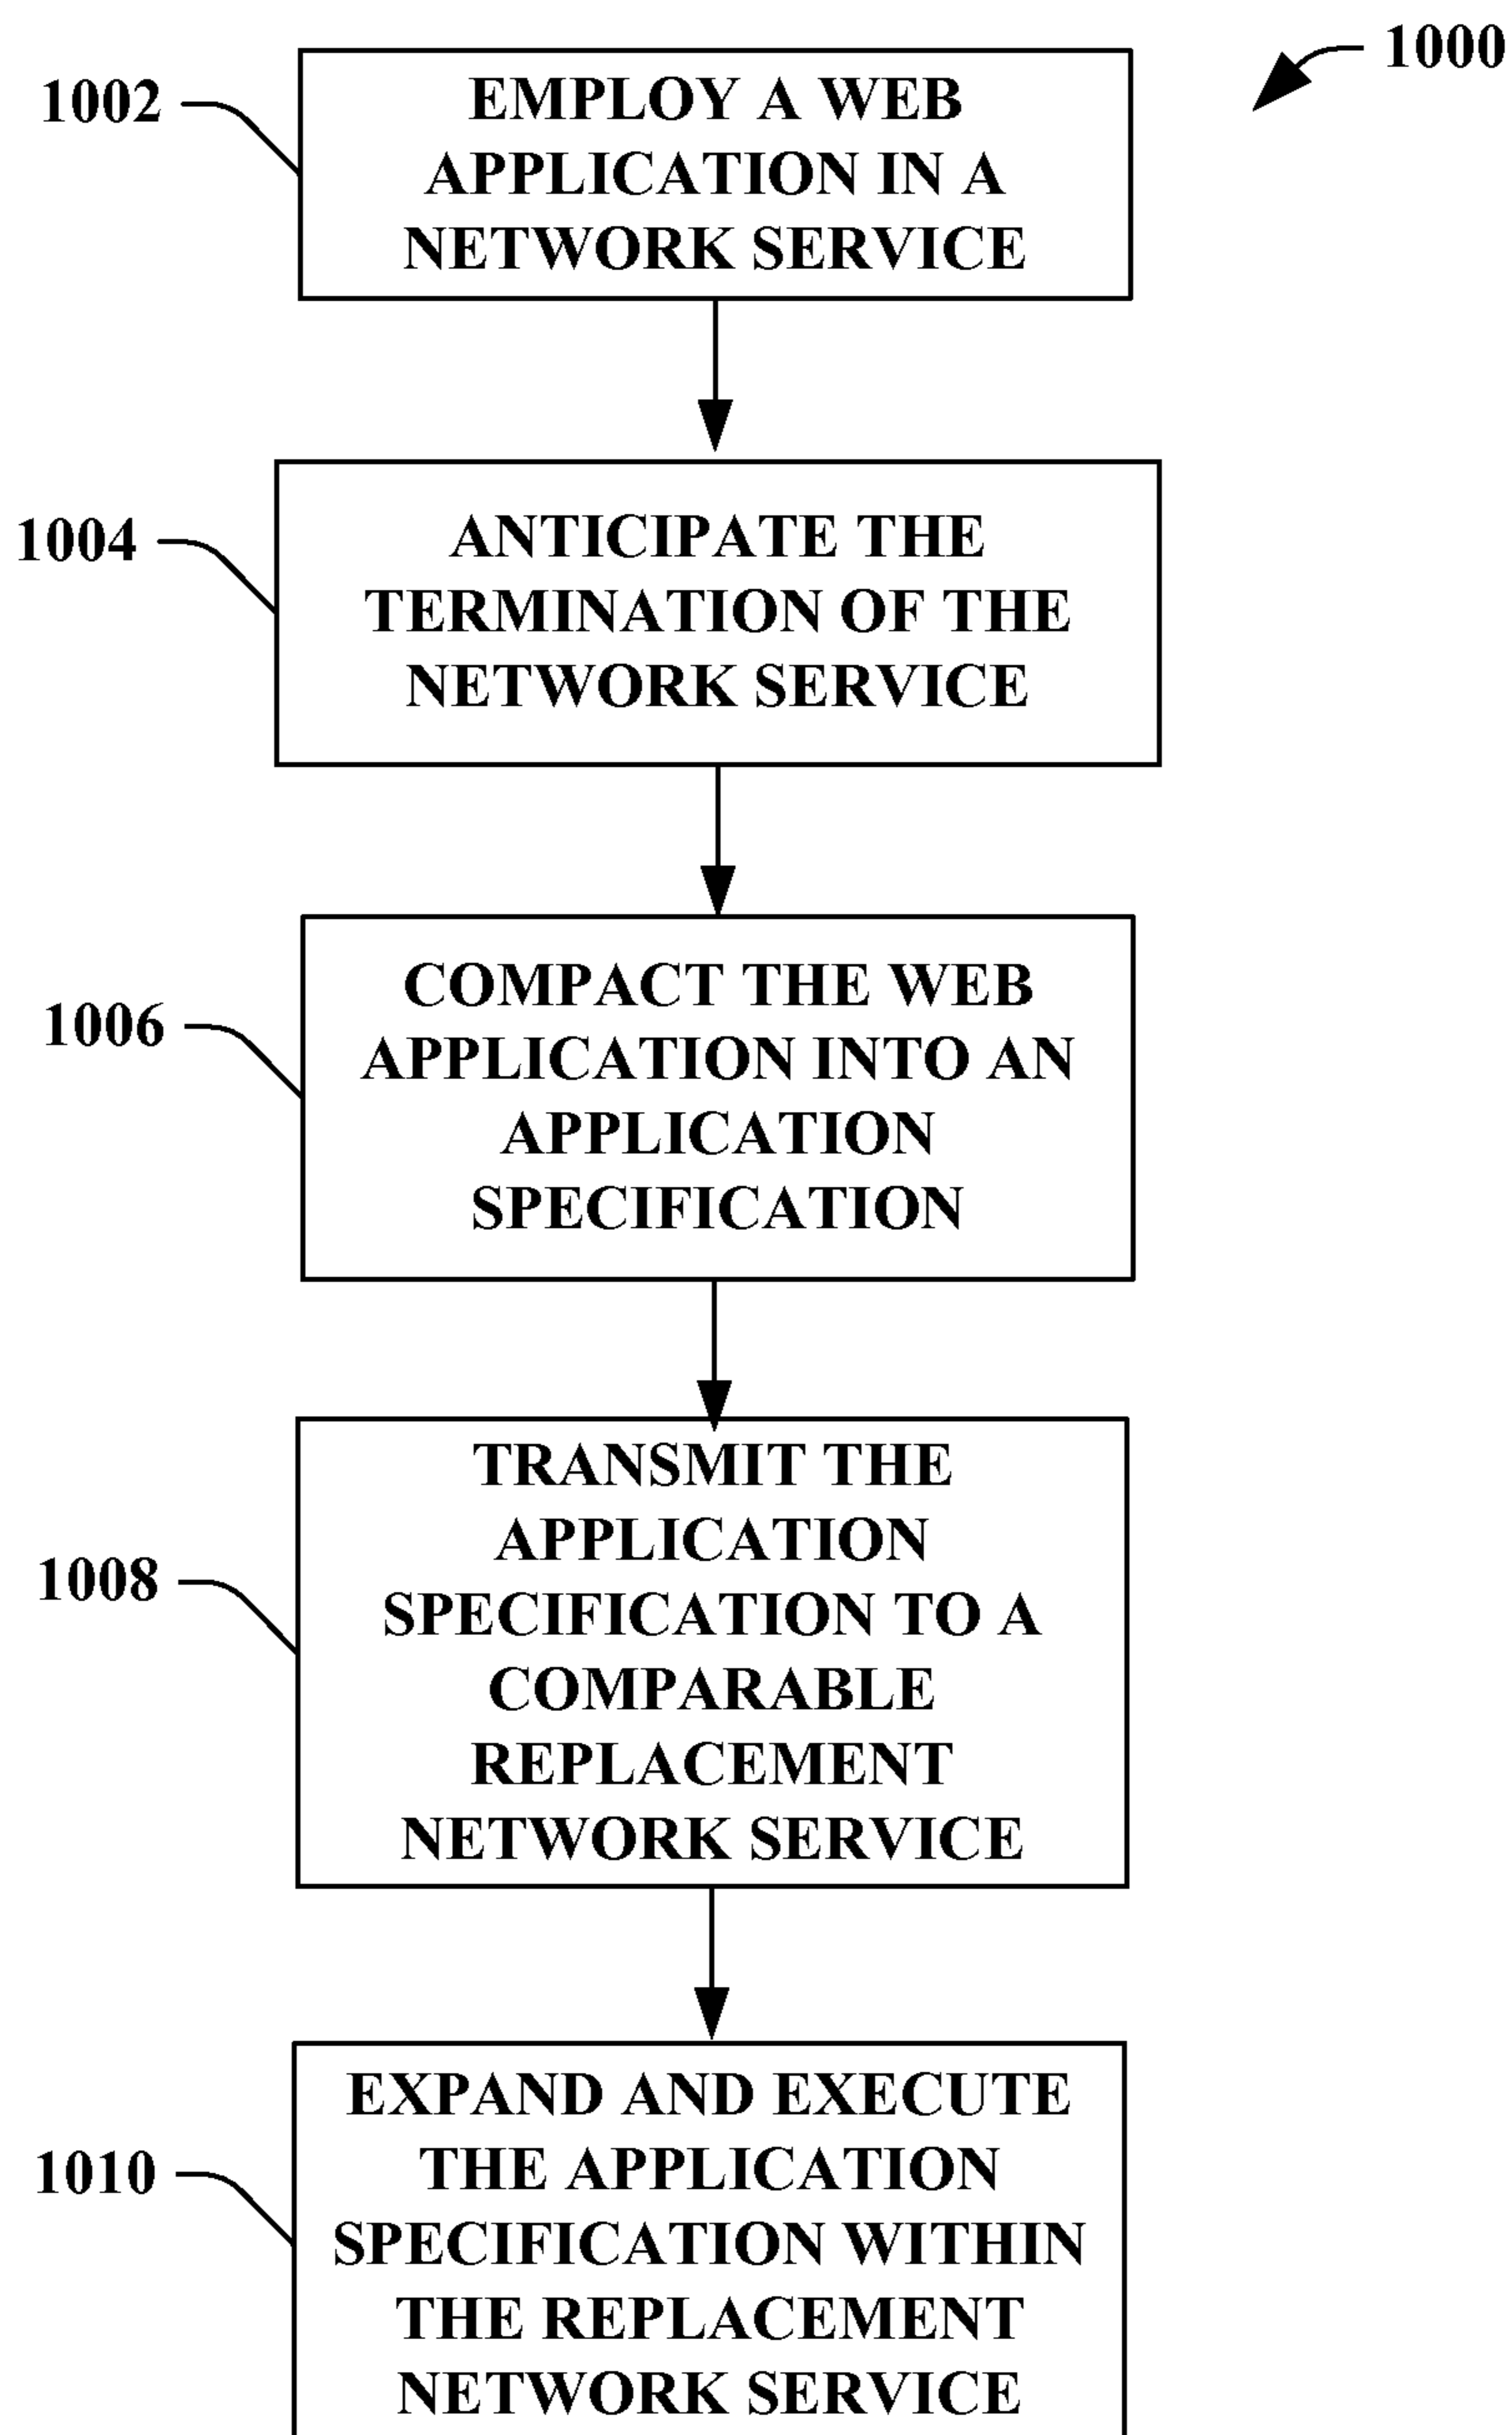 1000
1002
EMPLOY A WEB
APPLICATION IN A
NETWORK SERVICE
1004
ANTICIPATE THE
TERMINATION OF THE
NETWORK SERVICE
1006
COMPACT THE WEB
APPLICATION INTO AN
APPLICATION
SPECIFICATION
1008
TRANSMIT THE
APPLICATION
SPECIFICATION TO A
COMPARABLE
REPLACEMENT
NETWORK SERVICE
1010
EXPAND AND EXECUTE
THE APPLICATION
SPECIFICATION WITHIN
THE REPLACEMENT
NETWORK SERVICE